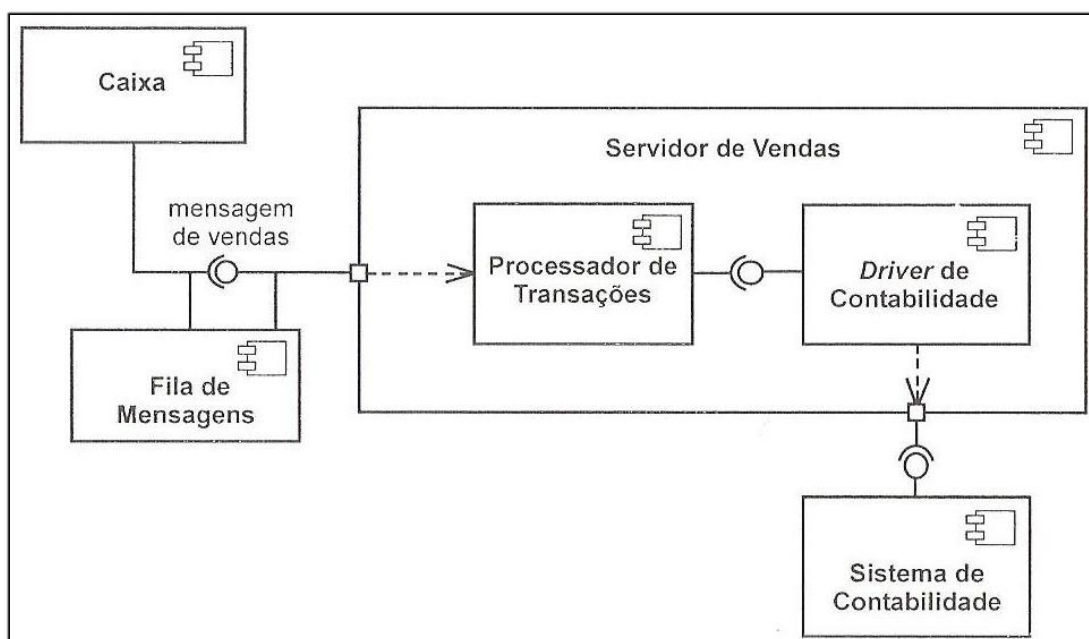 Caixa
Servidor de Vendas
mensagem
de vendas
Processador de
Transações
Driver de
Contabilidade
Fila de
Mensagens
Sistema de
Contabilidade